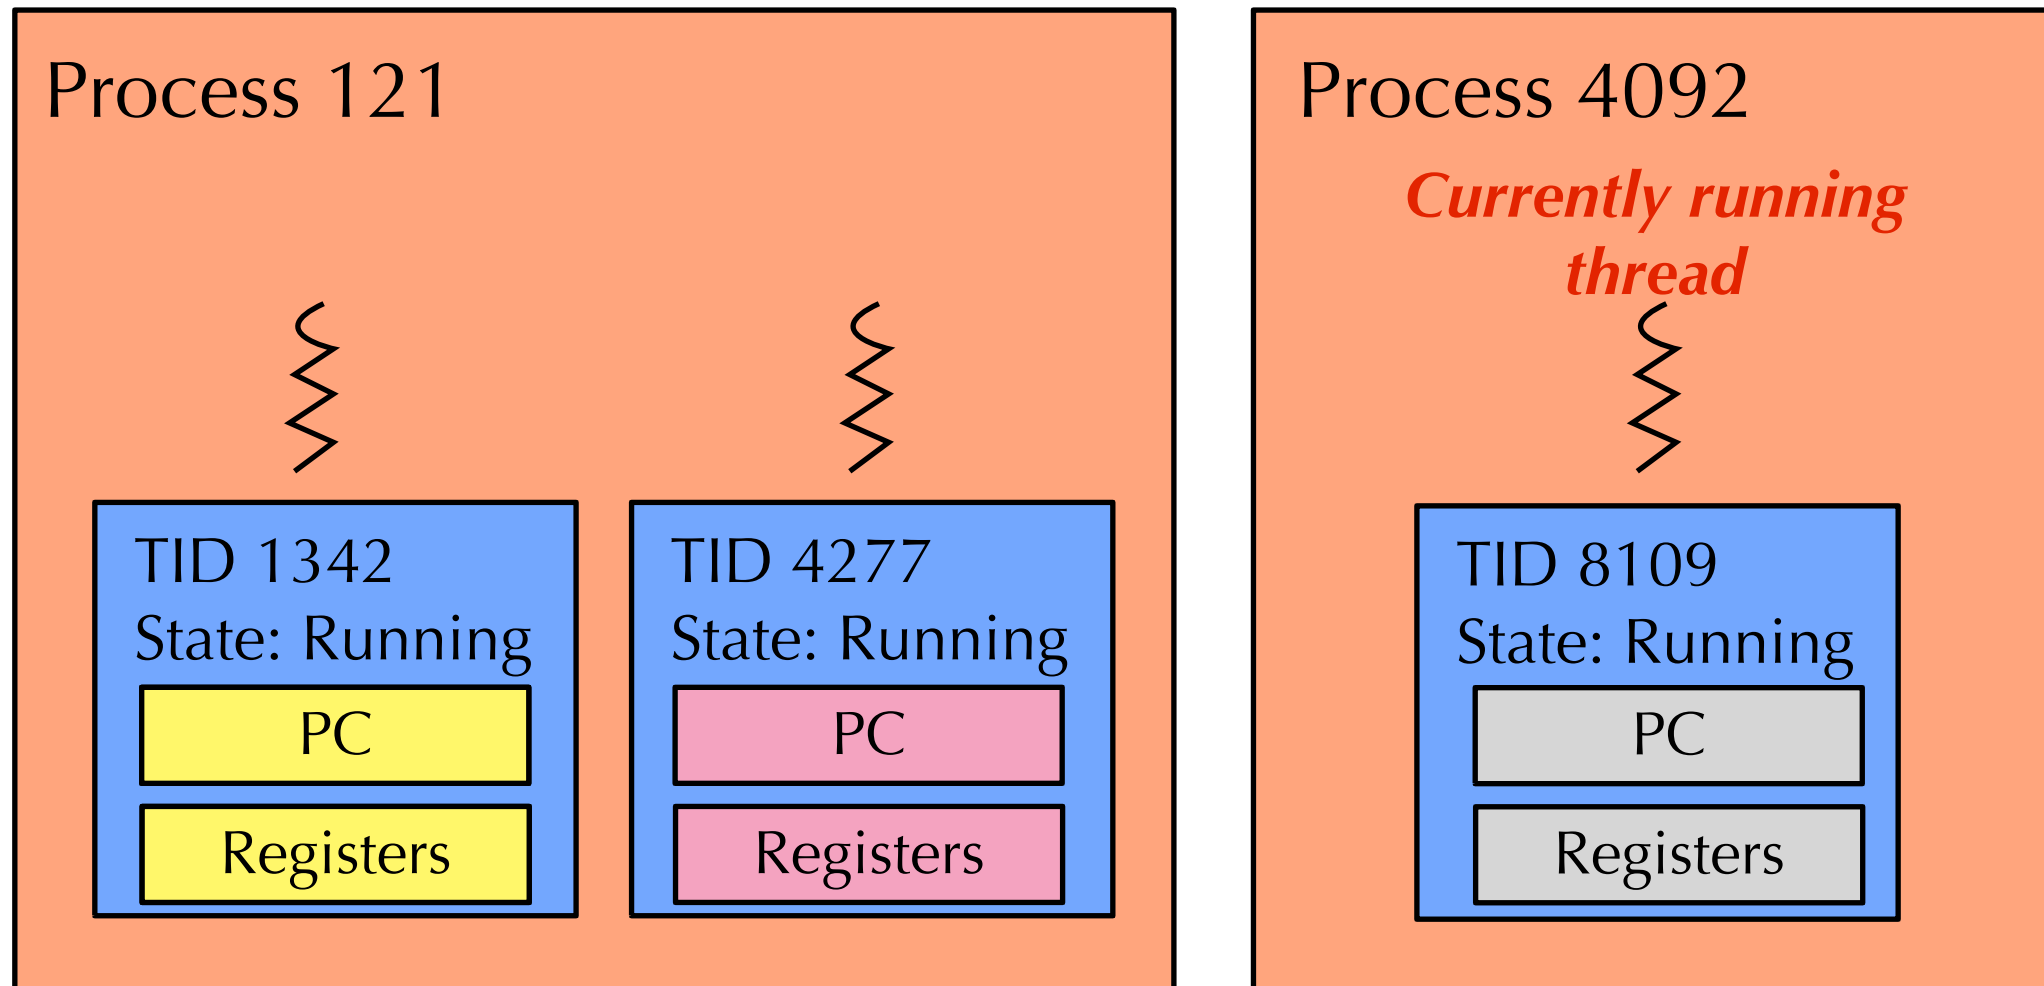 Process 121
TID 1342
State: Running
PC
Registers
TID 4277
State: Running
PC
Registers
Process 4092
Currently running
thread
TID 8109
State: Running
PC
Registers